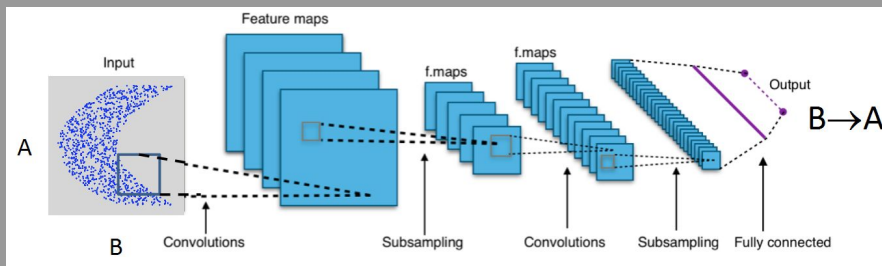 Feature maps
Input
f.maps
f.maps
Output
A
B→A
B
Convolutions
Subsampling
Convolutions
Subsampling
Fully connected